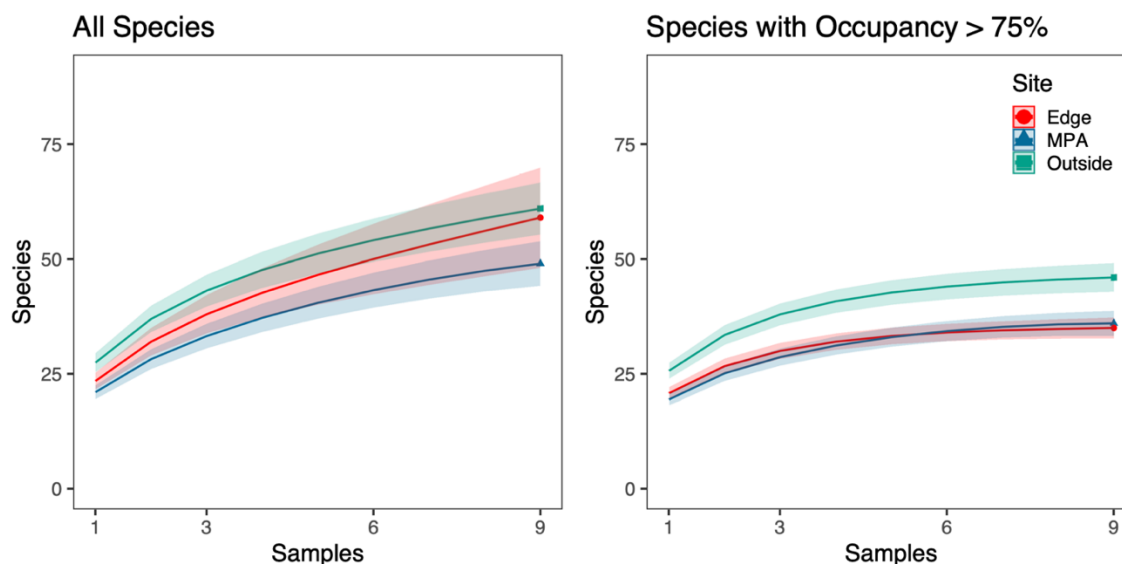 All Species
Species
75
50
25
0
1 3 6 9
Samples
Species with Occupancy > 75%
Species
75
50
25
0
1 3 6 9
Samples
Site
Edge
MPA
Outside